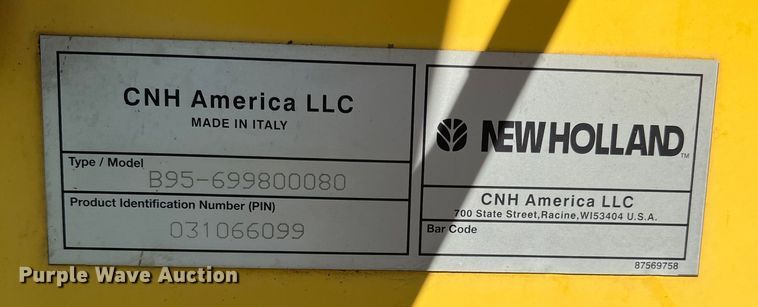 CNH America LLC
MADE IN ITALY
Type / Model
B95-699800080
Product Identification Number (PIN)
031066099
NEW HOLLAND TM
CNH America LLC
700 State Street,Racine,WI53404 U.S.A.
Bar Code
87569758
Purple Wave Auction